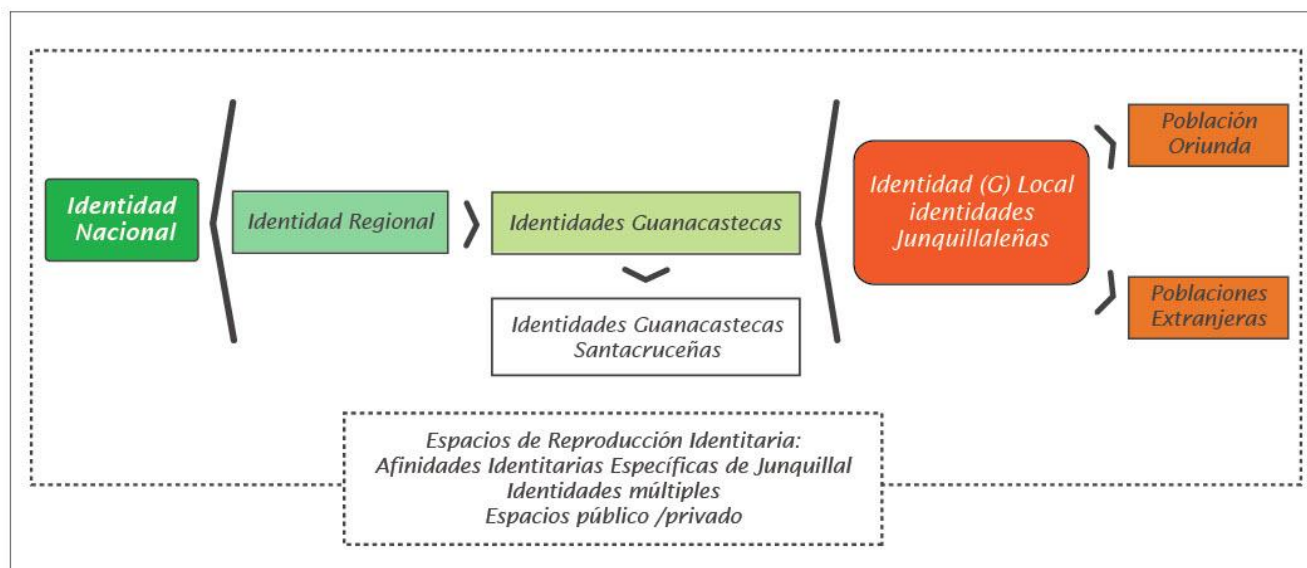 Identidad
Nacional
Identidad Regional
Identidades Guanacastecas
Identidades Guanacastecas
Santacruceñas
Identidad (G) Local
identidades
Junquillaleñas
Población
Oriunda
Poblaciones
Extranjeras
Espacios de Reproducción Identitaria:
Afinidades Identitarias Específicas de Junquillal
Identidades múltiples
Espacios público /privado